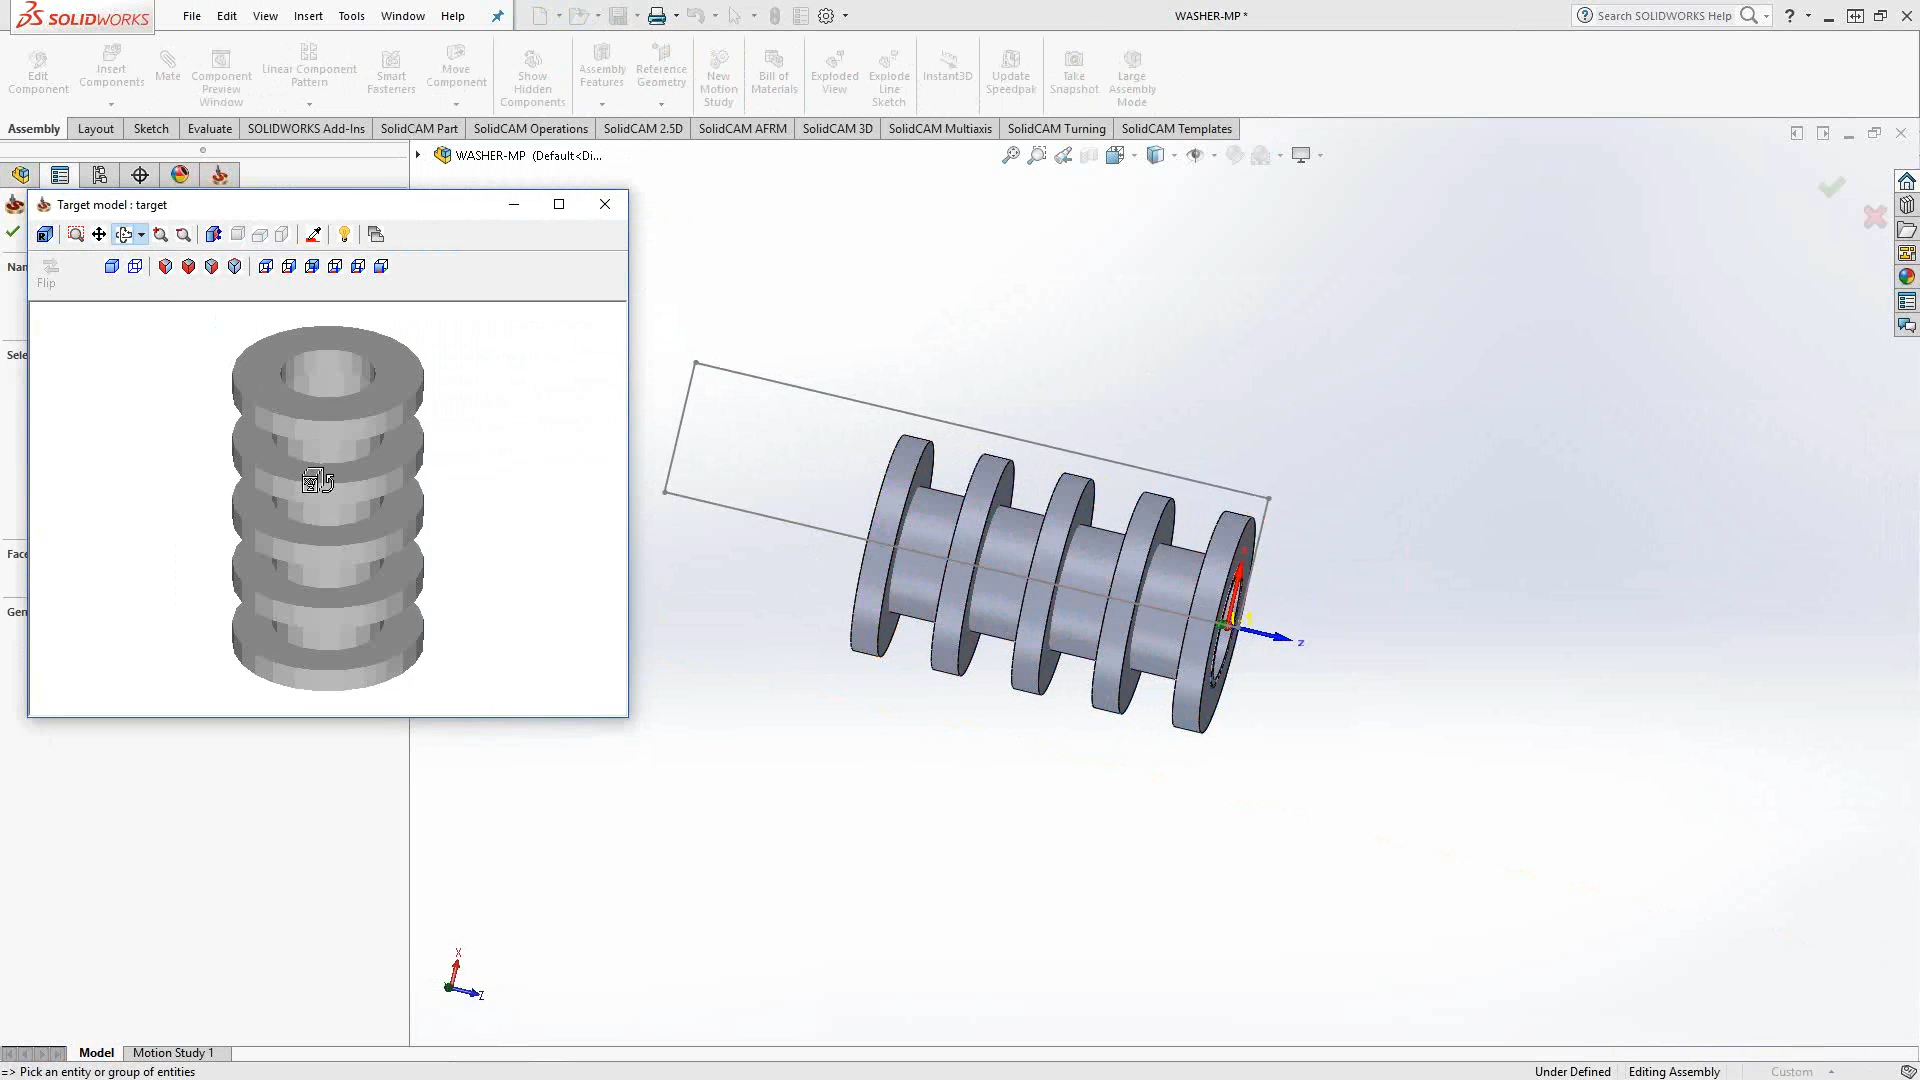 SOLIDWORKS File Edit View Insert Tools Window Help WASHER-MP * Search SOLIDWORKS Help ?
Edit Component
Insert Components
Mate
Component Preview Window
Linear Component Pattern
Smart Fasteners
Move Component
Show Hidden Components
Assembly Features
Reference Geometry
New Motion Study
Bill of Materials
Exploded View
Explode Line Sketch
Instant3D
Update Speedpak
Take Snapshot
Large Assembly Mode
Assembly Layout Sketch Evaluate SOLIDWORKS Add-Ins SolidCAM Part SolidCAM Operations SolidCAM 2.5D SolidCAM AFRM SolidCAM 3D SolidCAM Multiaxis SolidCAM Turning SolidCAM Templates
WASHER-MP (Default<Di...
Target model : target
Nan
Flip
Sele
Face
Gen
z
X
Z
Model Motion Study 1
=> Pick an entity or group of entities Under Defined Editing Assembly Custom